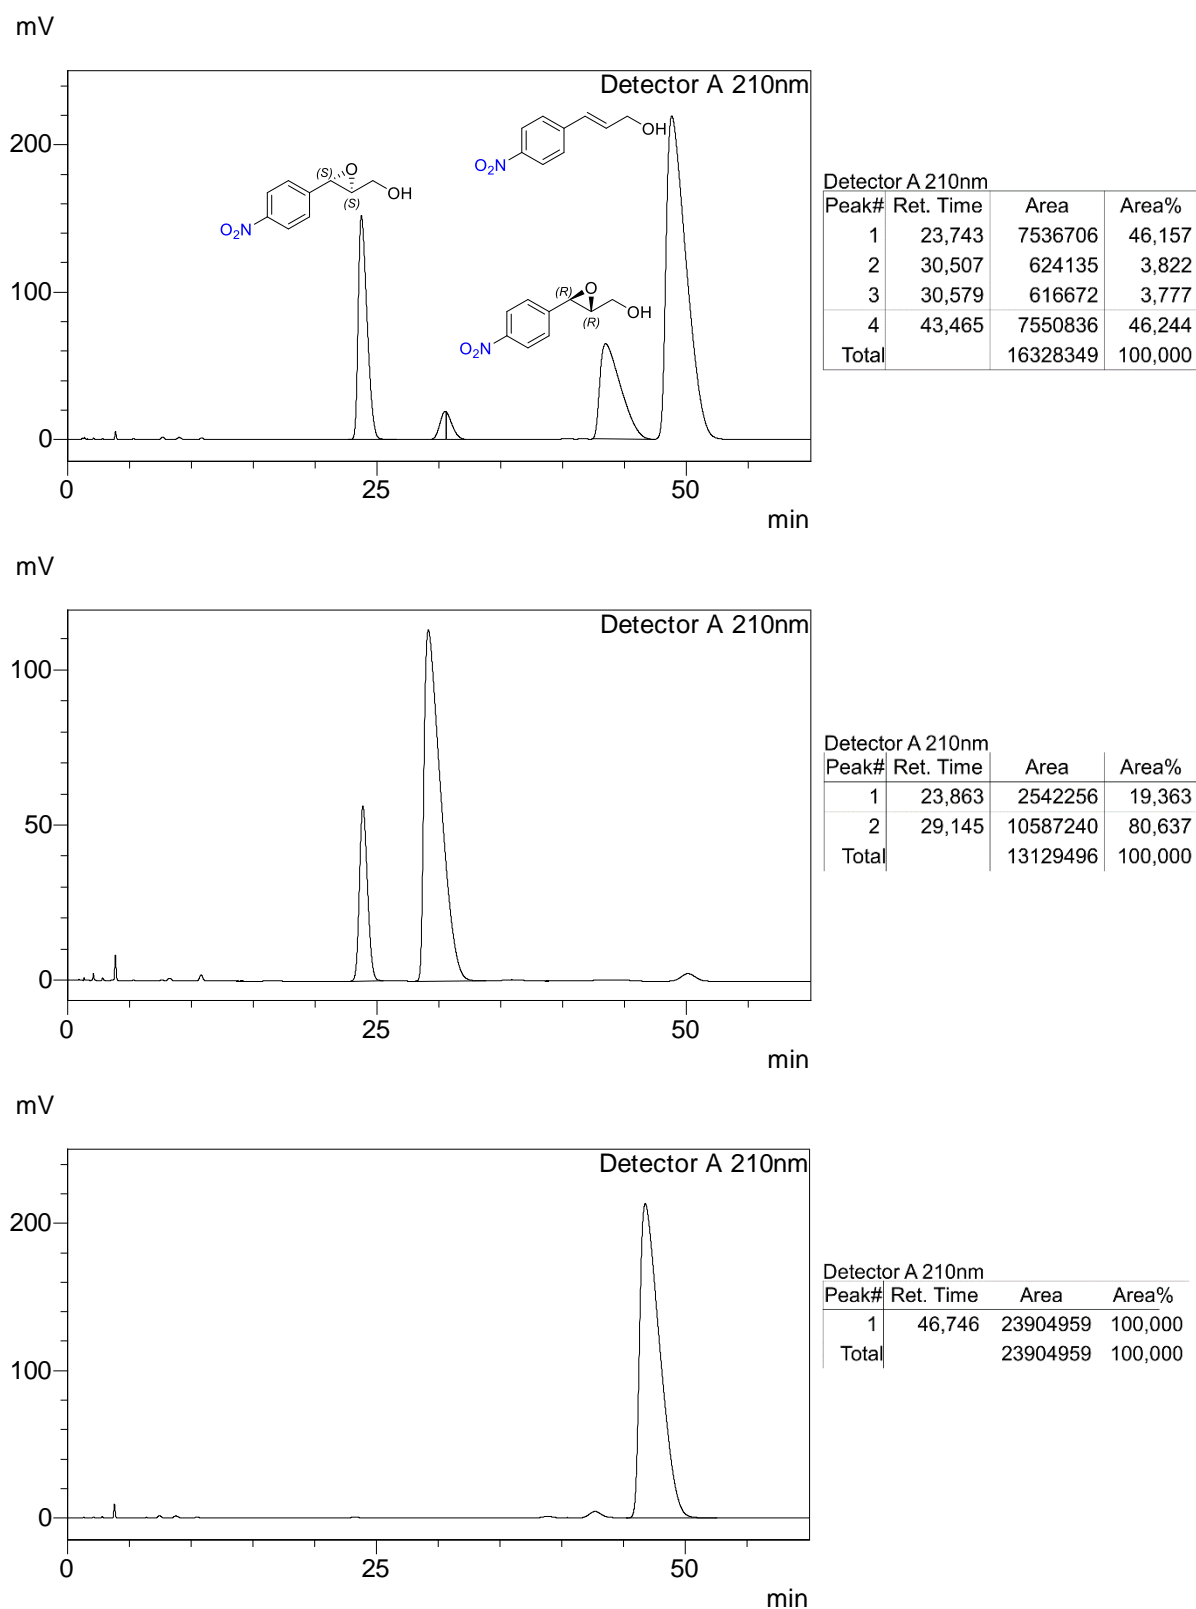 mV
Detector A 210nm
OH
O2N
(S)
O
(S)
OH
O2N
(R)
O
(R)
OH
O2N
200
100
0
0 25 50
min
Detector A 210nm
Peak# Ret. Time Area Area%
1 23,743 7536706 46,157
2 30,507 624135 3,822
3 30,579 616672 3,777
4 43,465 7550836 46,244
Total 16328349 100,000
mV
Detector A 210nm
100
50
0
0 25 50
min
Detector A 210nm
Peak# Ret. Time Area Area%
1 23,863 2542256 19,363
2 29,145 10587240 80,637
Total 13129496 100,000
mV
Detector A 210nm
200
100
0
0 25 50
min
Detector A 210nm
Peak# Ret. Time Area Area%
1 46,746 23904959 100,000
Total 23904959 100,000